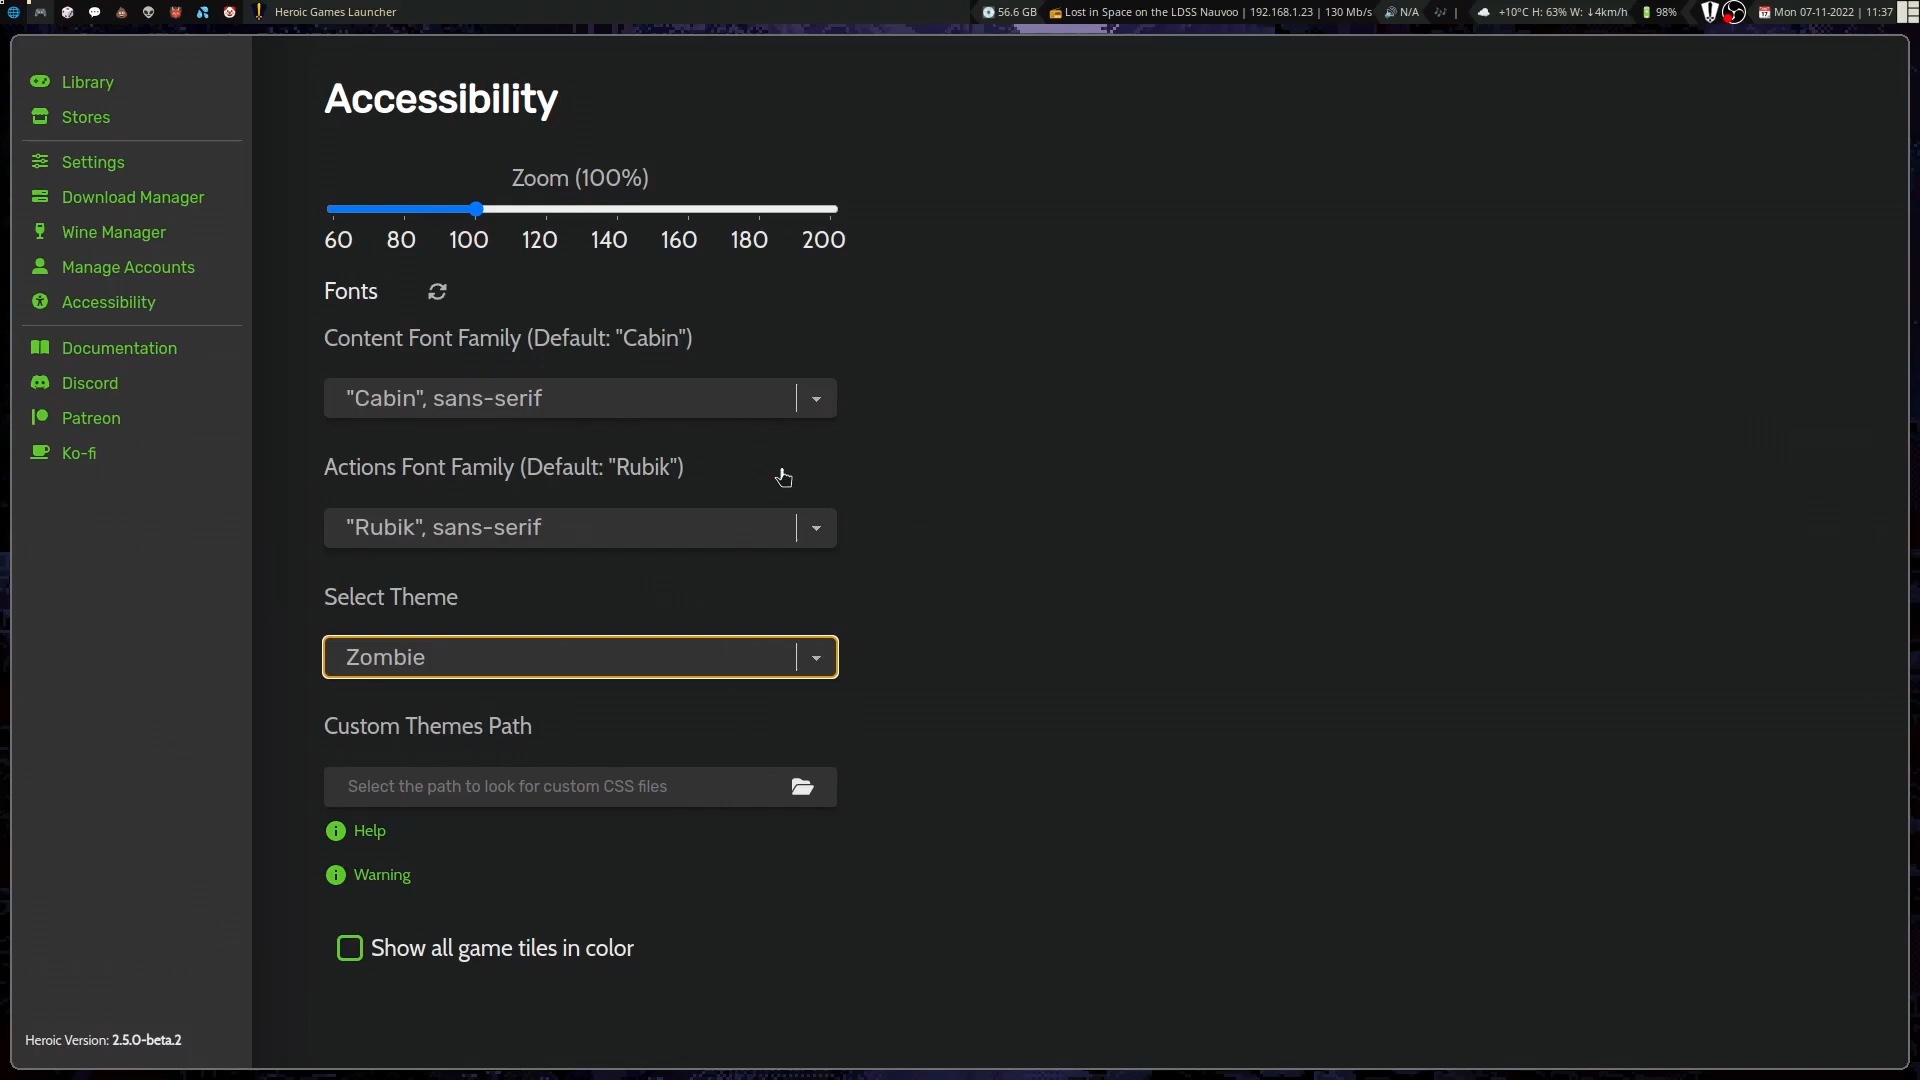 Heroic Games Launcher
56.6 GB
Lost in Space on the LDSS Nauvoo | 192.168.1.23 | 130 Mb/s
N/A
|
+10°C H: 63% W: ↓4km/h
98%
Mon 07-11-2022 | 11:37
Library
Stores
Settings
Download Manager
Wine Manager
Manage Accounts
Accessibility
Documentation
Discord
Patreon
Ko-fi
Heroic Version: 2.5.0-beta.2
Accessibility
Zoom (100%)
60 80 100 120 140 160 180 200
Fonts
Content Font Family (Default: "Cabin")
"Cabin", sans-serif
Actions Font Family (Default: "Rubik")
"Rubik", sans-serif
Select Theme
Zombie
Custom Themes Path
Select the path to look for custom CSS files
Help
Warning
Show all game tiles in color